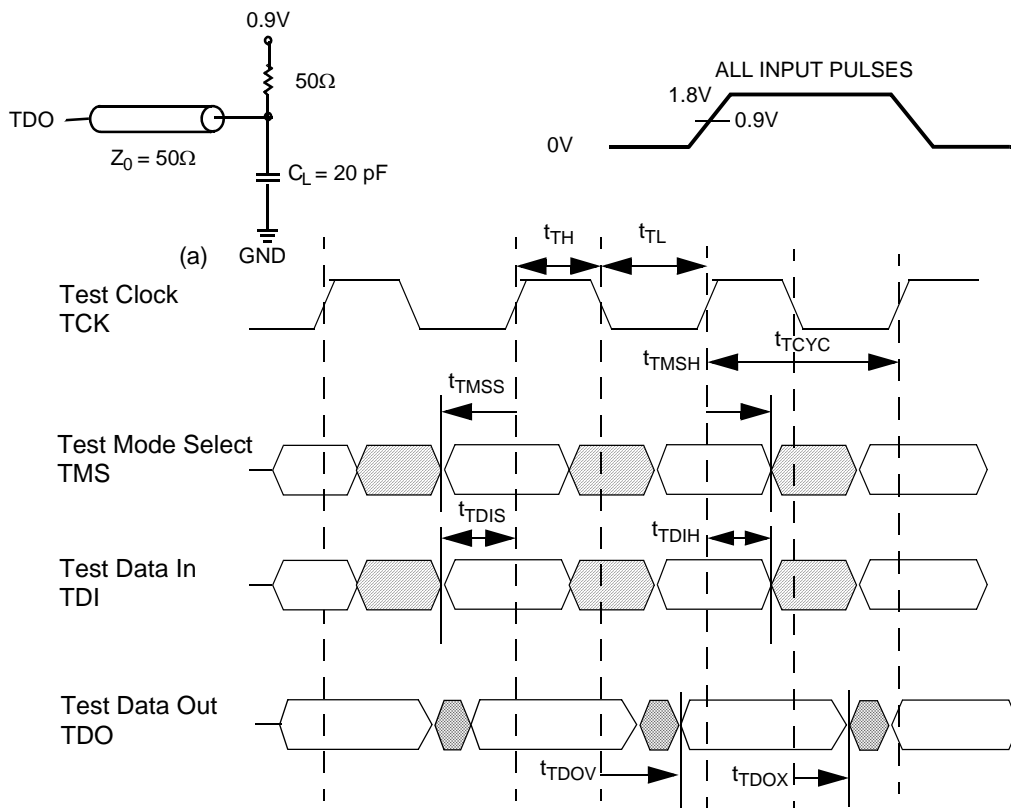 0.9V
50Ω
TDO
Z0 = 50Ω
CL = 20 pF
(a) GND
ALL INPUT PULSES
1.8V
0.9V
0V
tTH
tTL
Test Clock
TCK
tTMSH
tTCYC
tTMSS
Test Mode Select
TMS
tTDIS
tTDIH
Test Data In
TDI
Test Data Out
TDO
tTDOV
tTDOX